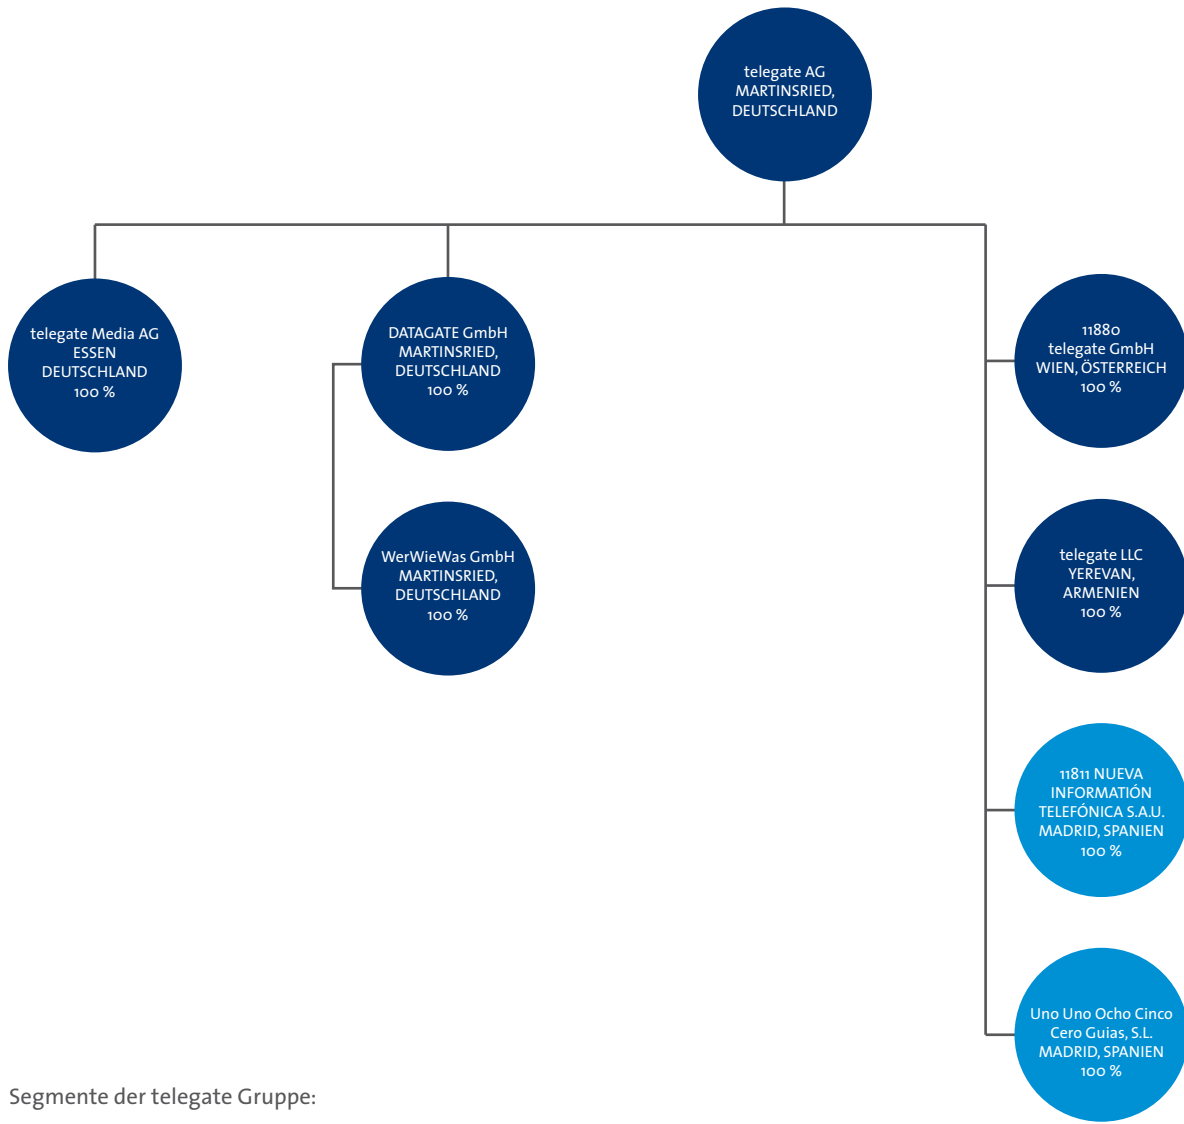 telegate AG
MARTINSRIED,
DEUTSCHLAND
telegate Media AG
ESSEN
DEUTSCHLAND
100 %
DATAGATE GmbH
MARTINSRIED,
DEUTSCHLAND
100 %
11880
telegate GmbH
WIEN, ÖSTERREICH
100 %
WerWieWas GmbH
MARTINSRIED,
DEUTSCHLAND
100 %
telegate LLC
YEREVAN,
ARMENIEN
100 %
11811 NUEVA
INFORMATIÓN
TELEFÓNICA S.A.U.
MADRID, SPANIEN
100 %
Uno Uno Ocho Cinco
Cero Guias, S.L.
MADRID, SPANIEN
100 %
Segmente der telegate Gruppe: